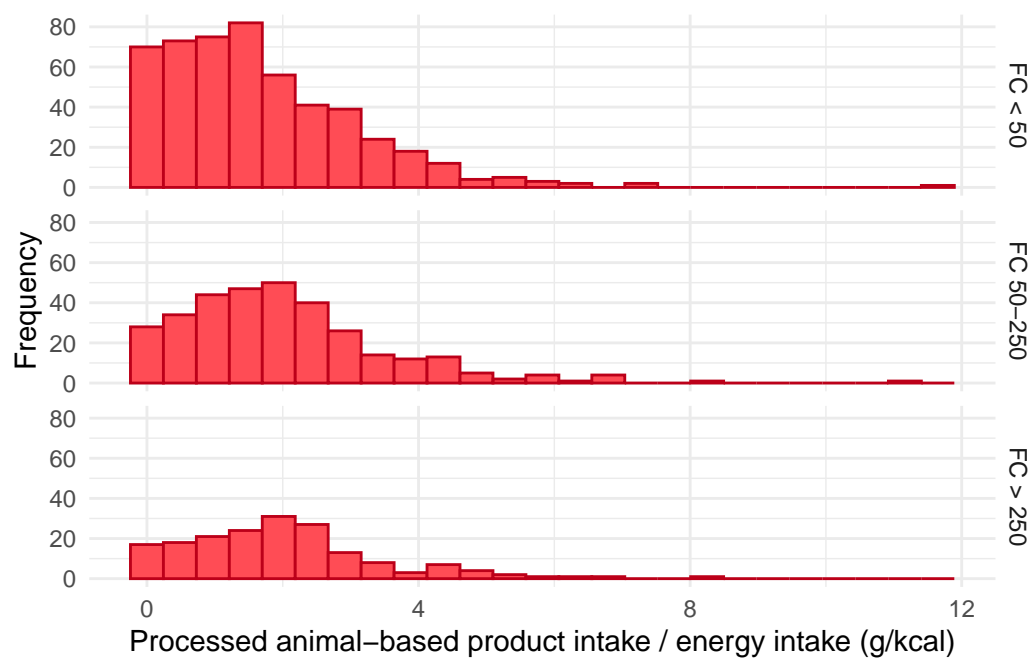 80
60
40
20
0
FC < 50
80
60
40
20
0
FC 50−250
80
60
40
20
0
FC > 250
Frequency
0 4 8 12
Processed animal−based product intake / energy intake (g/kcal)